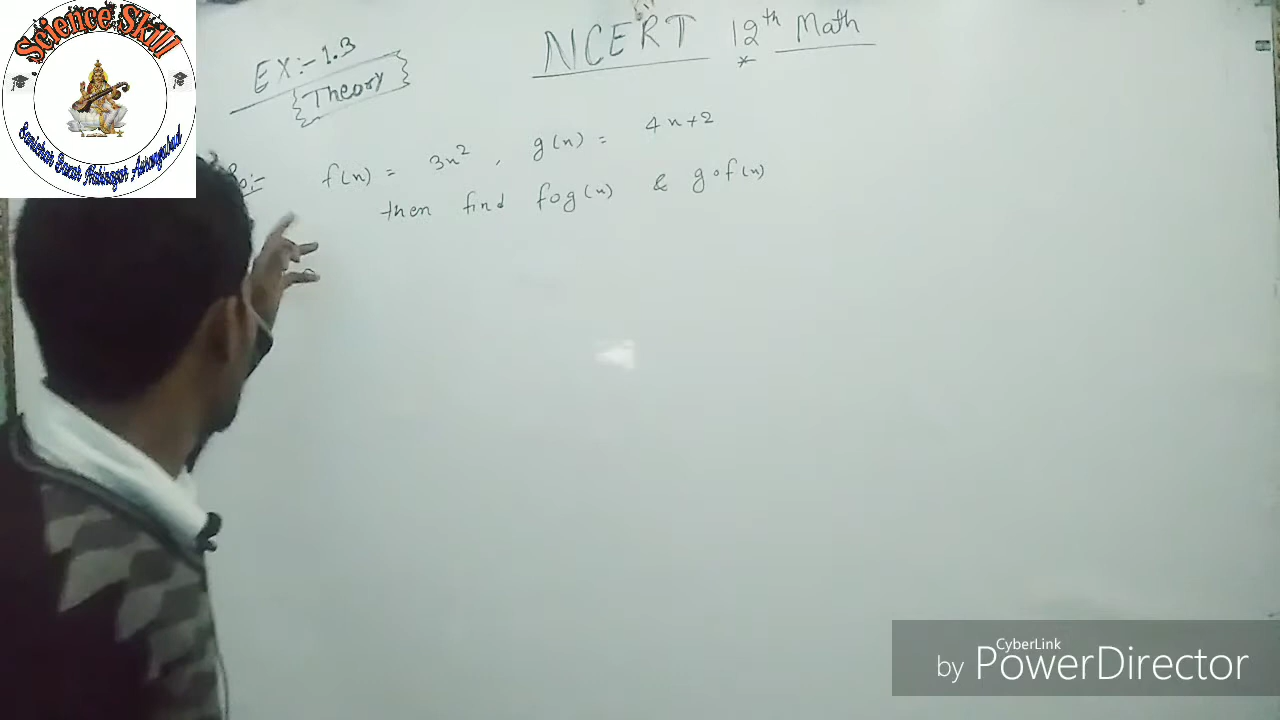 Science Skill
NCERT 12th Math
*
EX:- 1.3
{Theory}
f(x) = 3x², g(x) = 4x+2
then find fog(x) & gof(x)
CyberLink
by PowerDirector